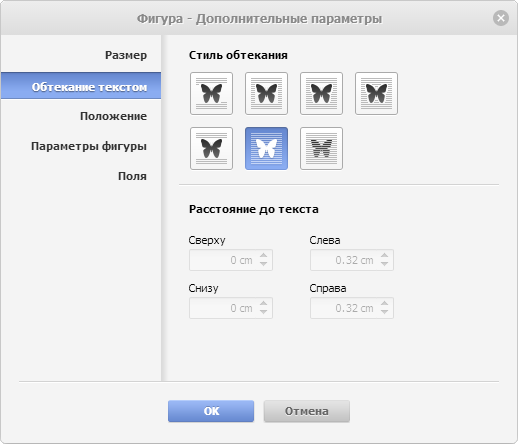 Фигура - Дополнительные параметры
Размер
Обтекание текстом
Положение
Параметры фигуры
Поля
Стиль обтекания
Расстояние до текста
Сверху Слева
0 cm 0.32 cm
Снизу Справа
0 cm 0.32 cm
OK Отмена